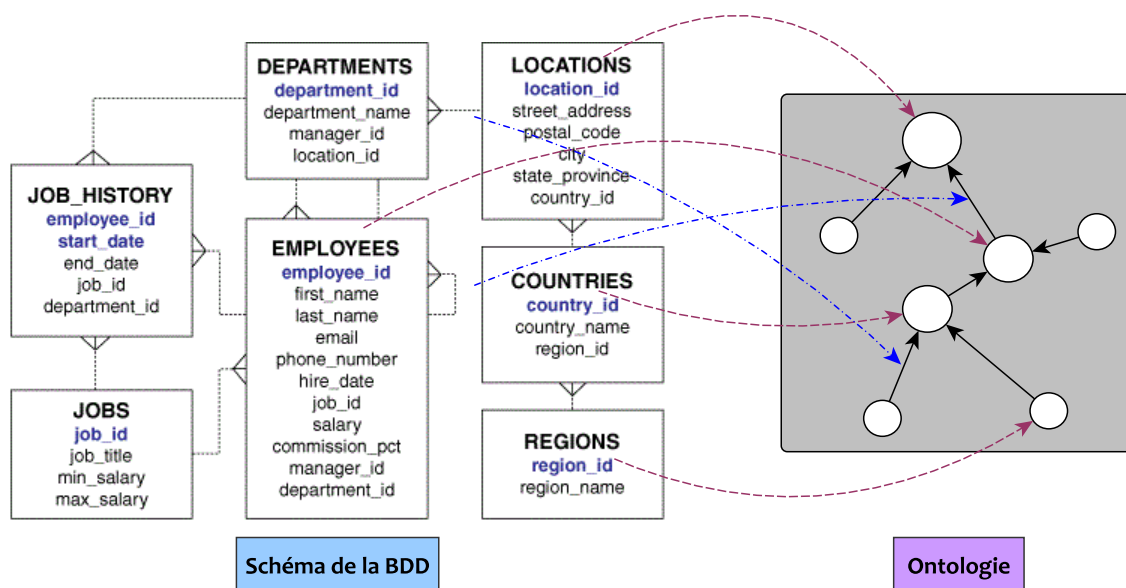 DEPARTMENTS
department_id
department_name
manager_id
location_id
LOCATIONS
location_id
street_address
postal_code
city
state_province
country_id
JOB_HISTORY
employee_id
start_date
end_date
job_id
department_id
EMPLOYEES
employee_id
first_name
last_name
email
phone_number
hire_date
job_id
salary
commission_pct
manager_id
department_id
COUNTRIES
country_id
country_name
region_id
JOBS
job_id
job_title
min_salary
max_salary
REGIONS
region_id
region_name
Schéma de la BDD
Ontologie